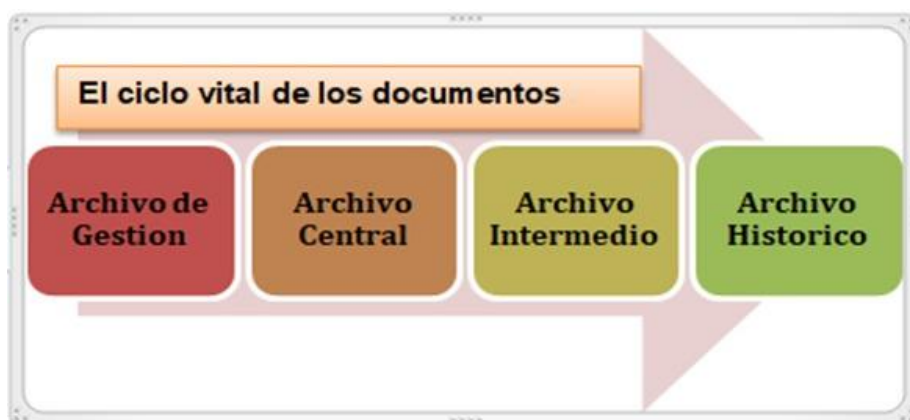 El ciclo vital de los documentos
Archivo de
Gestion
Archivo
Central
Archivo
Intermedio
Archivo
Historico